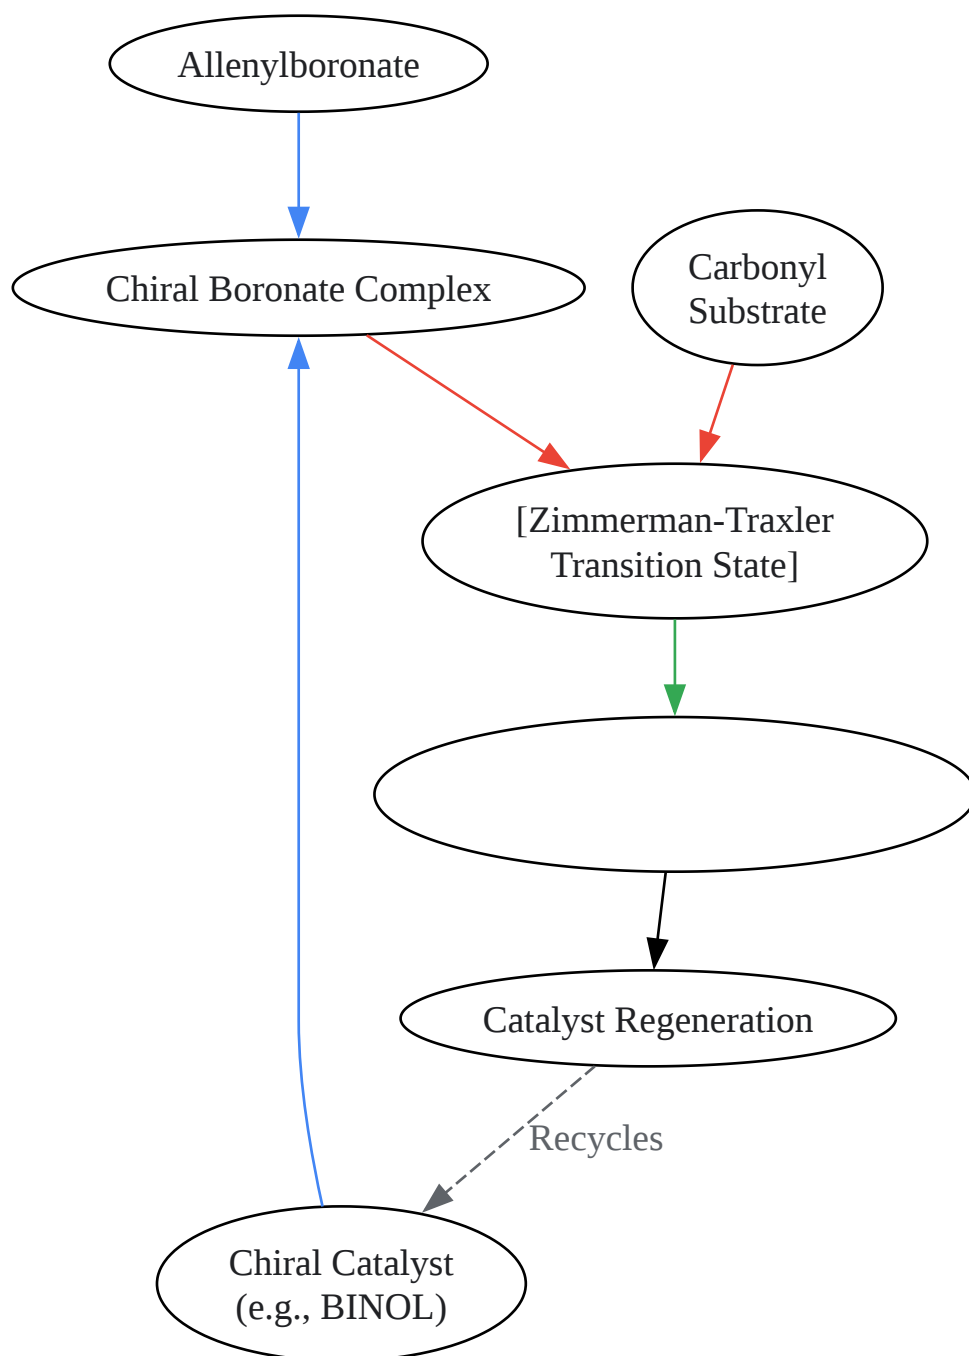 Allenylboronate
Chiral Boronate Complex
Carbonyl
Substrate
[Zimmerman-Traxler
Transition State]
Catalyst Regeneration
Recycles
Chiral Catalyst
(e.g., BINOL)